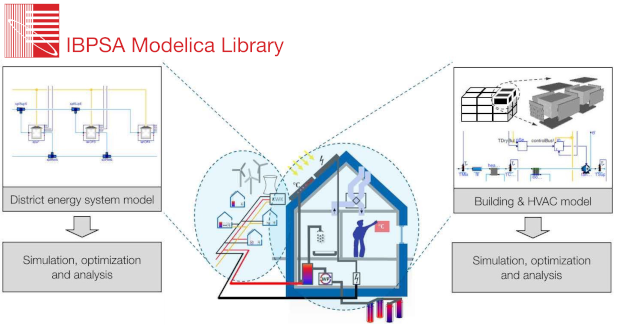 IBPSA Modelica Library
District energy system model
Simulation, optimization
and analysis
°C
°C
Building & HVAC model
Simulation, optimization
and analysis